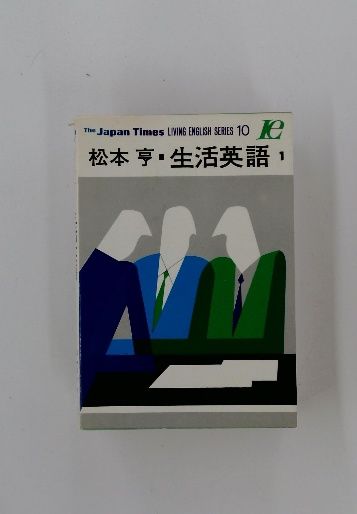 The Japan Times LIVING ENGLISH SERIES 10 le
松本 亨・生活英語 1